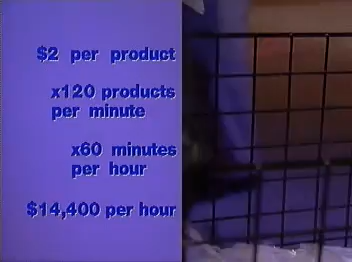 $2 per product
x120 products
per minute
x60 minutes
per hour
$14,400 per hour